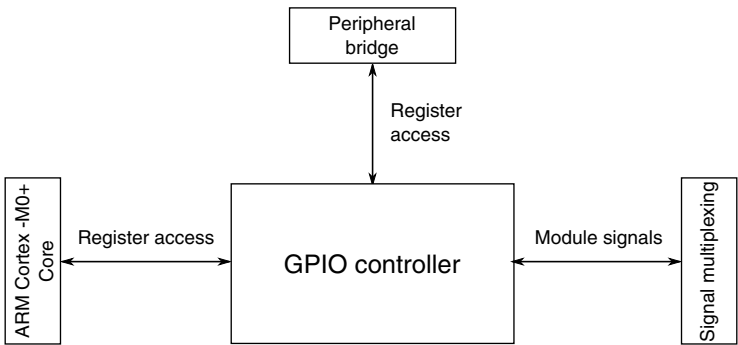 Peripheral
bridge
Register
access
ARM Cortex -M0+
Core
Register access
GPIO controller
Module signals
Signal multiplexing